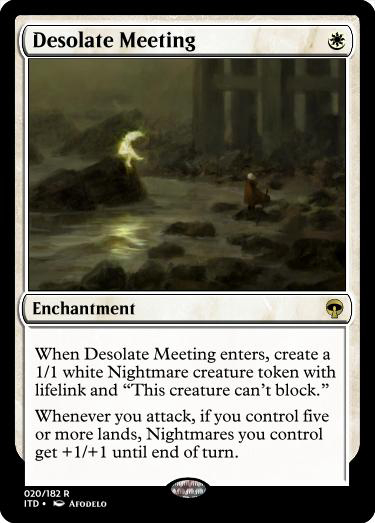 Desolate Meeting
Enchantment
When Desolate Meeting enters, create a
1/1 white Nightmare creature token with
lifelink and “This creature can’t block.”
Whenever you attack, if you control five
or more lands, Nightmares you control
get +1/+1 until end of turn.
020/182 R
ITD • Afodelo